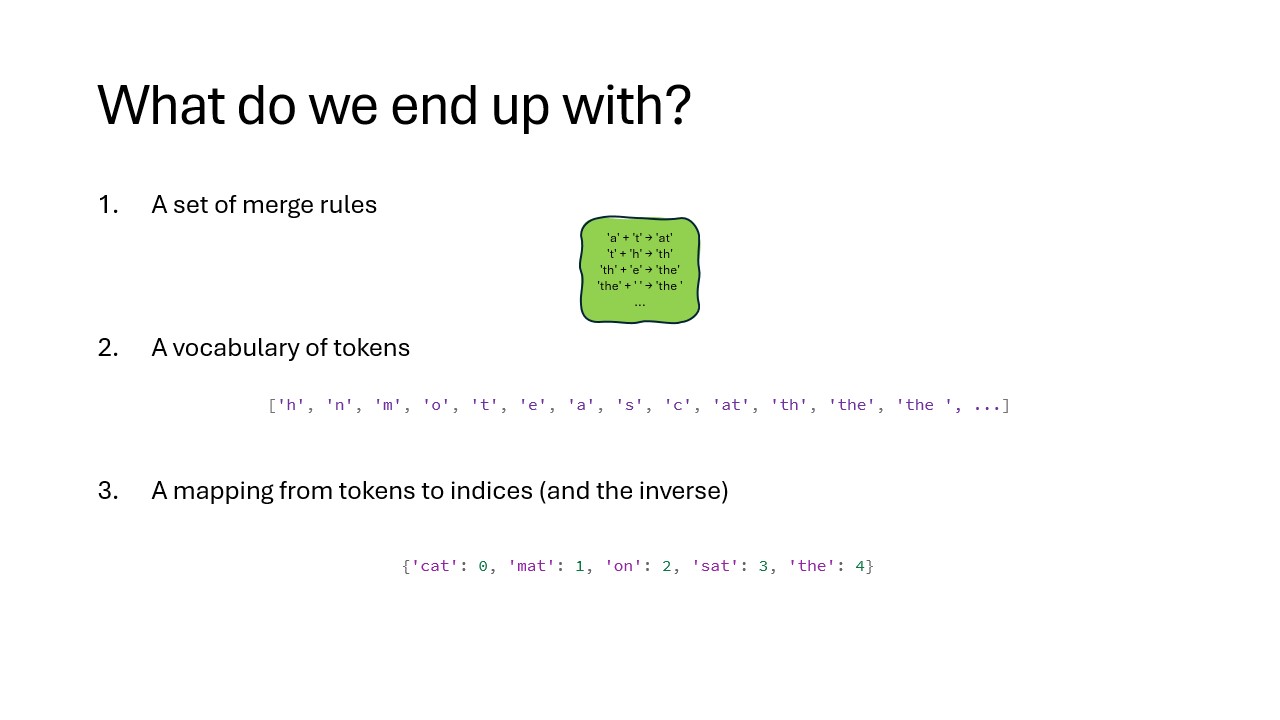 What do we end up with?
1. A set of merge rules
'a' + 't' → 'at'
't' + 'h' → 'th'
'th' + 'e' → 'the'
'the' + ' ' → 'the '
...
2. A vocabulary of tokens
['h', 'n', 'm', 'o', 't', 'e', 'a', 's', 'c', 'at', 'th', 'the', 'the ', ...]
3. A mapping from tokens to indices (and the inverse)
{'cat': 0, 'mat': 1, 'on': 2, 'sat': 3, 'the': 4}